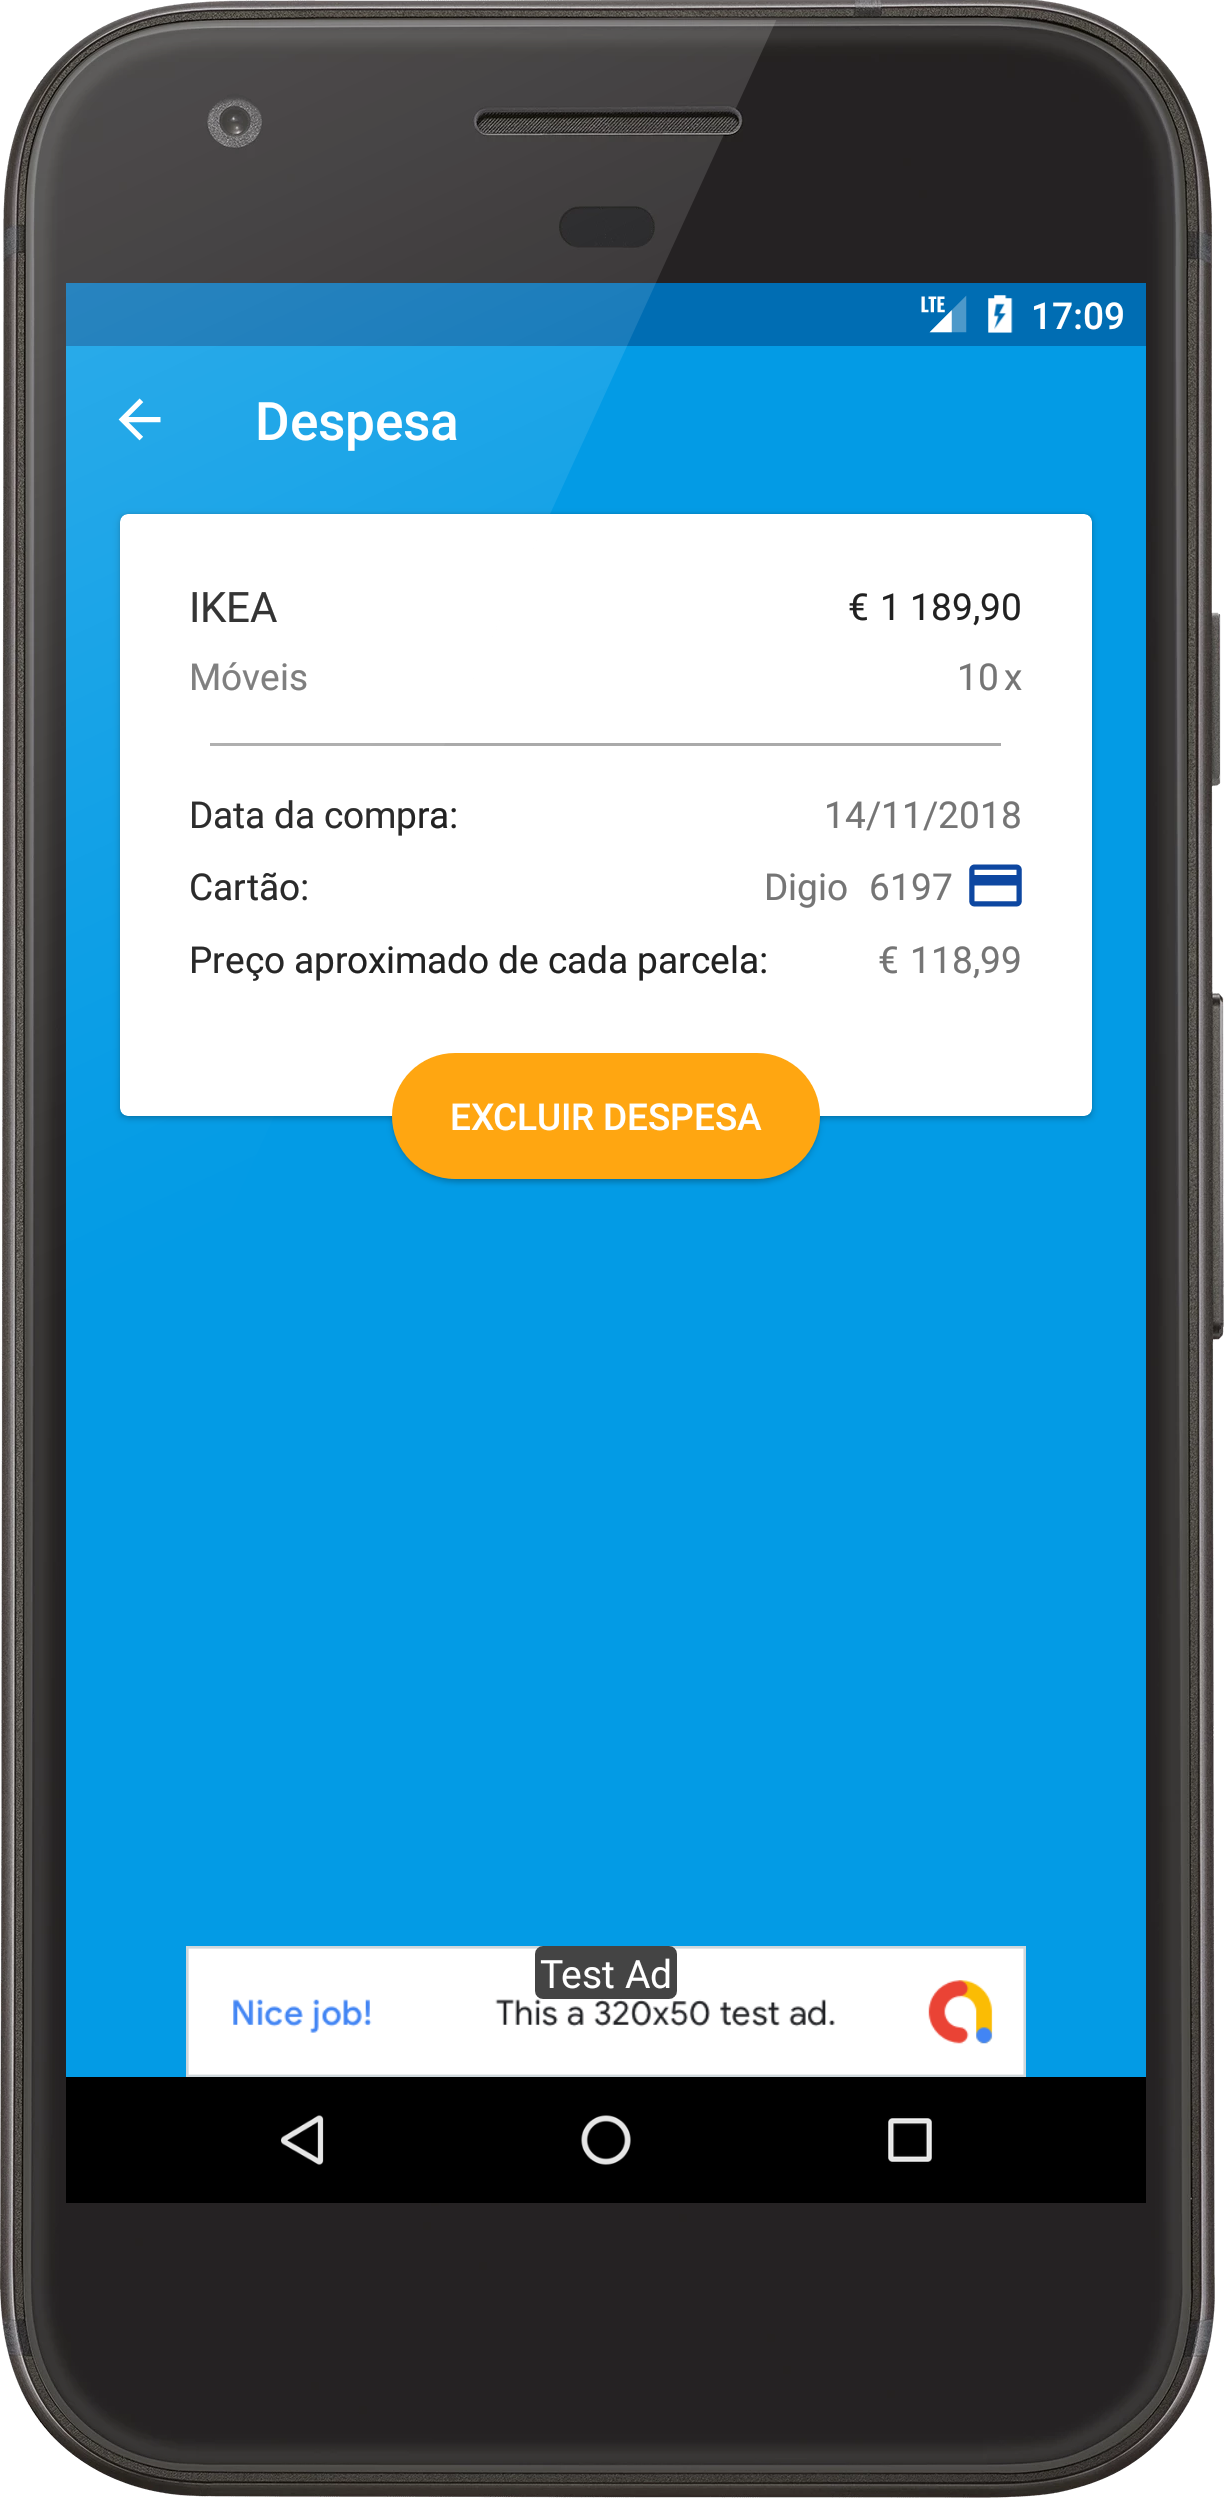 LTE 17:09
Despesa
IKEA € 1 189,90
Móveis 10 x
Data da compra: 14/11/2018
Cartão: Digio 6197
Preço aproximado de cada parcela: € 118,99
EXCLUIR DESPESA
Test Ad
Nice job! This a 320x50 test ad.